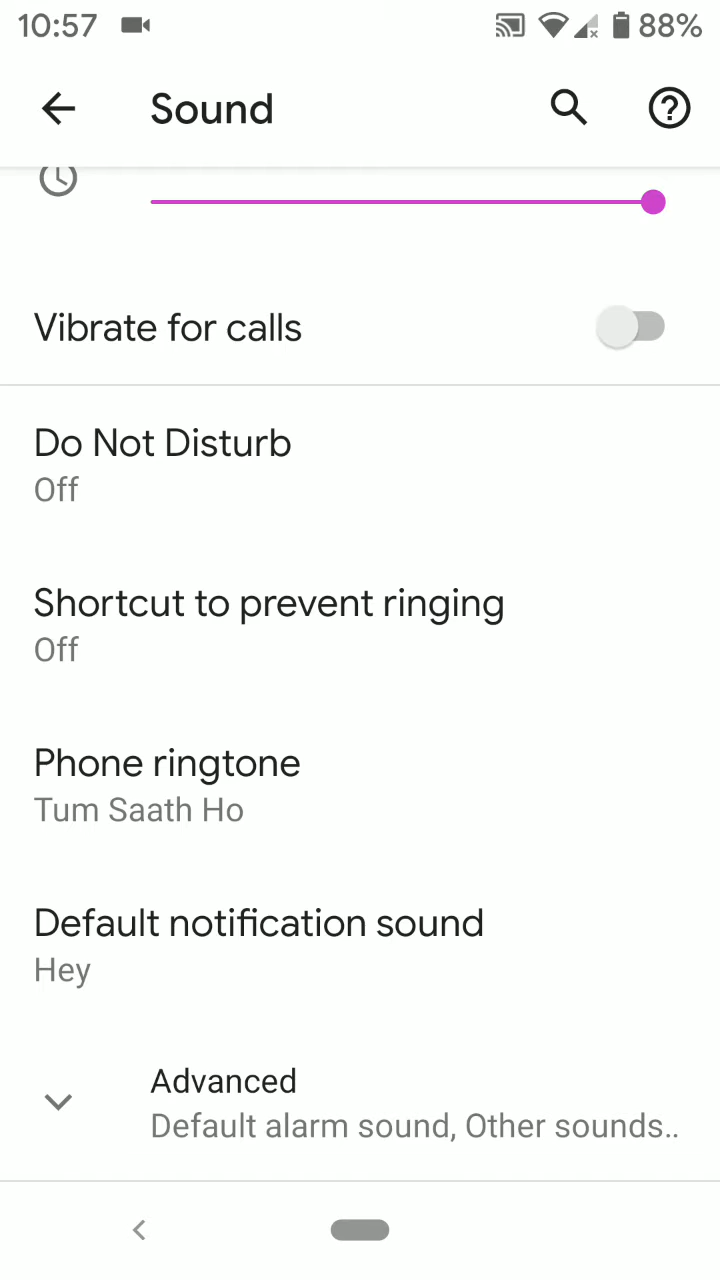 10:57 88%
Sound
Vibrate for calls
Do Not Disturb
Off
Shortcut to prevent ringing
Off
Phone ringtone
Tum Saath Ho
Default notification sound
Hey
Advanced
Default alarm sound, Other sounds..